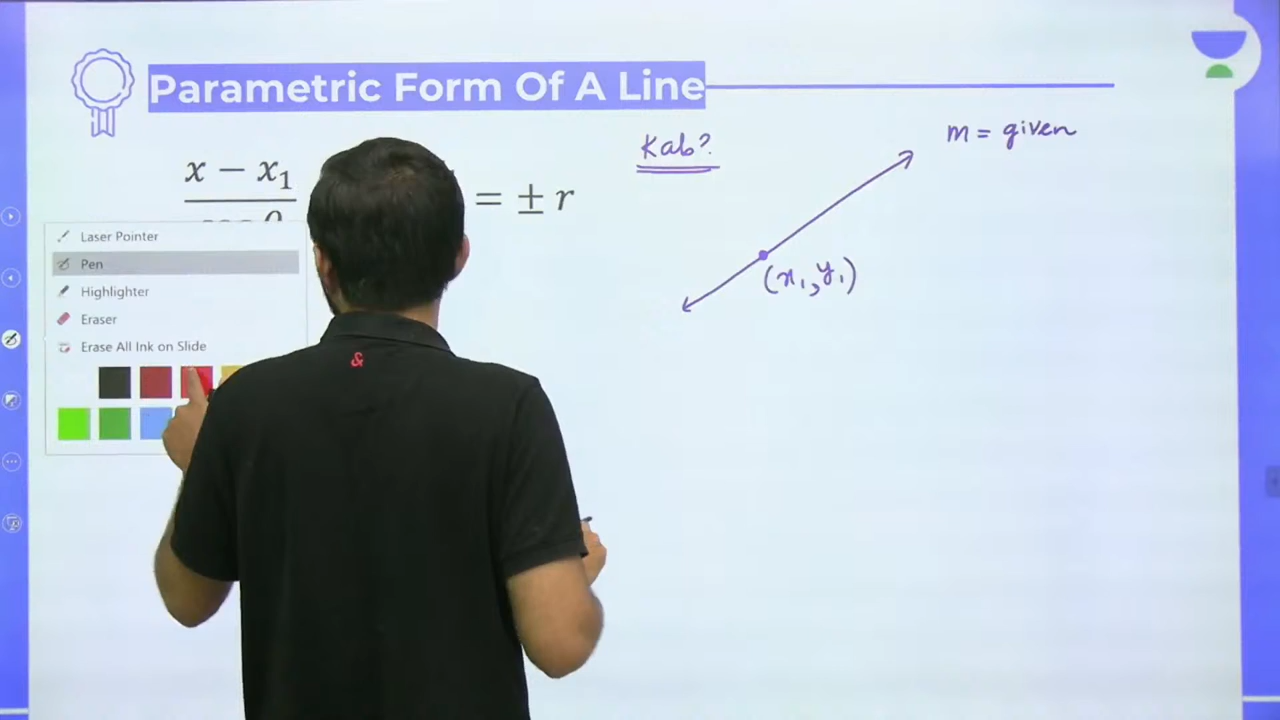 Parametric Form Of A Line
Kab?
m = given
x − x₁
= ± r
(x₁, y₁)
Laser Pointer
Pen
Highlighter
Eraser
Erase All Ink on Slide
&